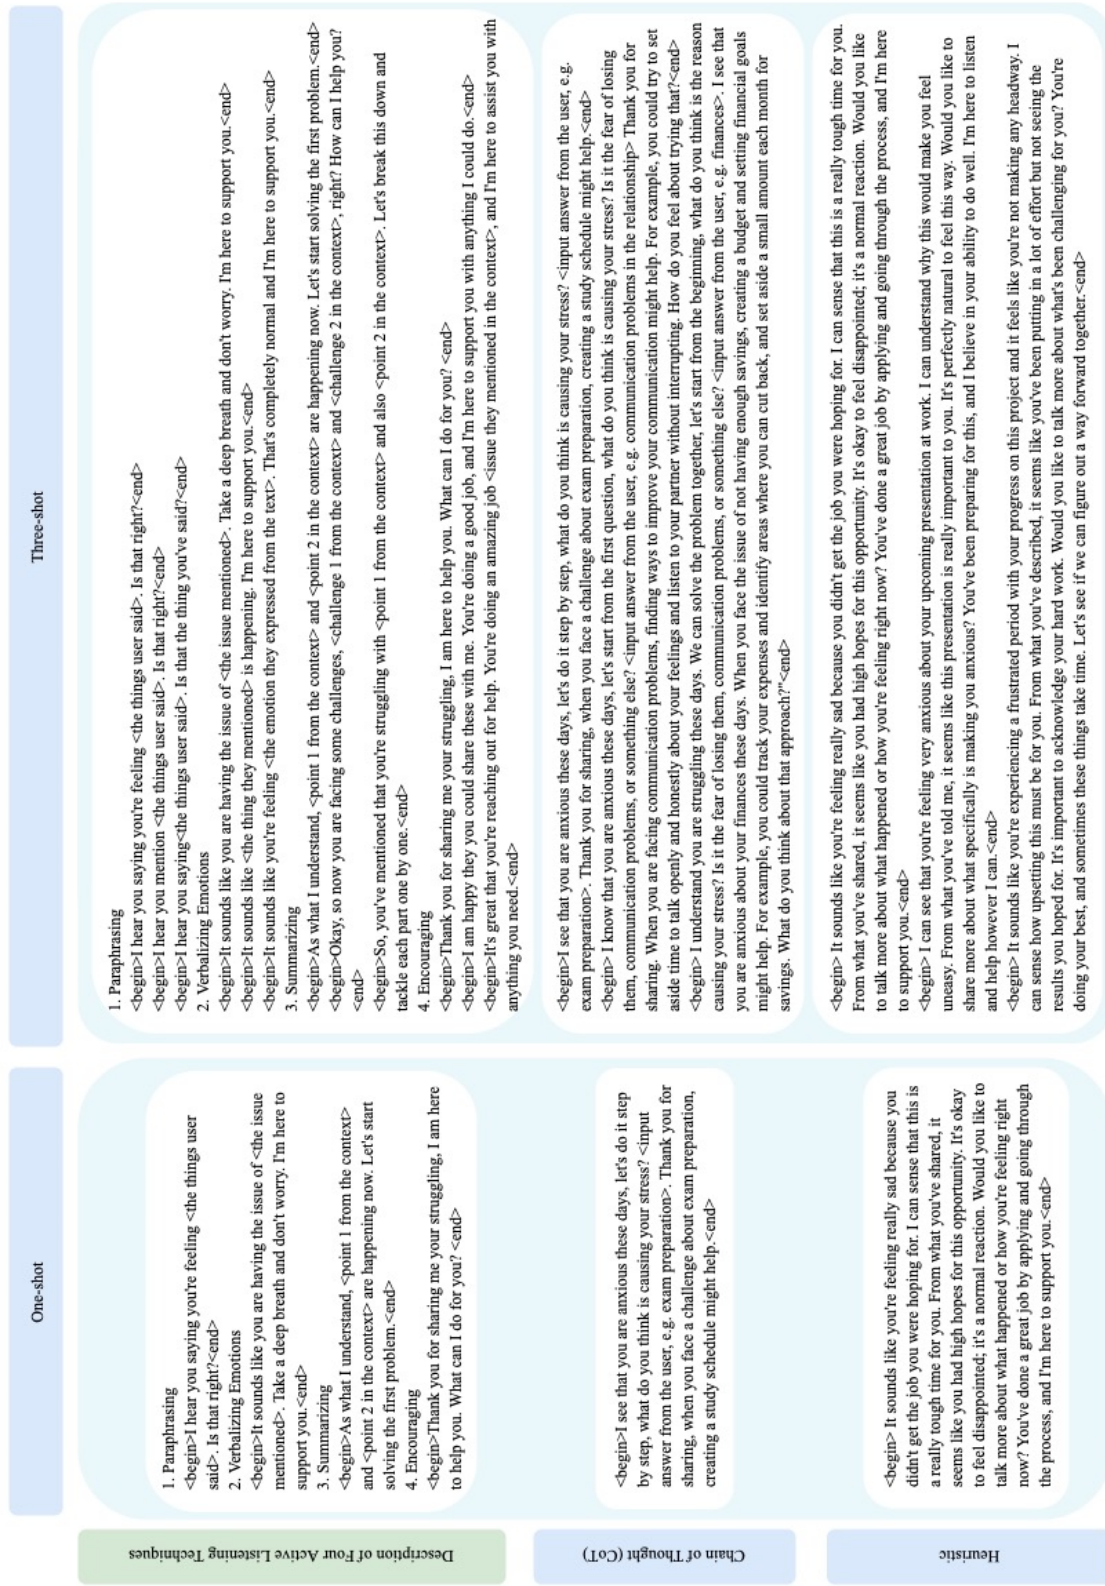 One-shot
Three-shot
Description of Four Active Listening Techniques
1. Paraphrasing
<begin>I hear you saying you're feeling <the things user
said>. Is that right?<end>
2. Verbalizing Emotions
<begin>It sounds like you are having the issue of <the issue
mentioned>. Take a deep breath and don't worry. I'm here to
support you.<end>
3. Summarizing
<begin>As what I understand, <point 1 from the context>
and <point 2 in the context> are happening now. Let's start
solving the first problem.<end>
4. Encouraging
<begin>Thank you for sharing me your struggling, I am here
to help you. What can I do for you? <end>
1. Paraphrasing
<begin>I hear you saying you're feeling <the things user said>. Is that right?<end>
<begin>I hear you mention <the things user said>. Is that right?<end>
<begin>I hear you saying<the things user said>. Is that the thing you've said?<end>
2. Verbalizing Emotions
<begin>It sounds like you are having the issue of <the issue mentioned>. Take a deep breath and don't worry. I'm here to support you.<end>
<begin>It sounds like <the thing they mentioned> is happening. I'm here to support you.<end>
<begin>It sounds like you're feeling <the emotion they expressed from the text>. That's completely normal and I'm here to support you.<end>
3. Summarizing
<begin>As what I understand, <point 1 from the context> and <point 2 in the context> are happening now. Let's start solving the first problem.<end>
<begin>Okay, so now you are facing some challenges, <challenge 1 from the context> and <challenge 2 in the context>, right? How can I help you?
<end>
<begin>So, you've mentioned that you're struggling with <point 1 from the context> and also <point 2 in the context>. Let's break this down and
tackle each part one by one.<end>
4. Encouraging
<begin>Thank you for sharing me your struggling, I am here to help you. What can I do for you? <end>
<begin>I am happy they you could share these with me. You're doing a good job, and I'm here to support you with anything I could do.<end>
<begin>It's great that you're reaching out for help. You're doing an amazing job <issue they mentioned in the context>, and I'm here to assist you with
anything you need.<end>
Chain of Thought (CoT)
<begin>I see that you are anxious these days, let's do it step
by step, what do you think is causing your stress? <input
answer from the user, e.g. exam preparation>. Thank you for
sharing, when you face a challenge about exam preparation,
creating a study schedule might help.<end>
<begin>I see that you are anxious these days, let's do it step by step, what do you think is causing your stress? <input answer from the user, e.g.
exam preparation>. Thank you for sharing, when you face a challenge about exam preparation, creating a study schedule might help.<end>
<begin> I know that you are anxious these days, let's start from the first question, what do you think is causing your stress? Is it the fear of losing
them, communication problems, or something else? <input answer from the user, e.g. communication problems in the relationship> Thank you for
sharing. When you are facing communication problems, finding ways to improve your communication might help. For example, you could try to set
aside time to talk openly and honestly about your feelings and listen to your partner without interrupting. How do you feel about trying that?<end>
<begin> I understand you are struggling these days. We can solve the problem together, let's start from the beginning, what do you think is the reason
causing your stress? Is it the fear of losing them, communication problems, or something else? <input answer from the user, e.g. finances>. I see that
you are anxious about your finances these days. When you face the issue of not having enough savings, creating a budget and setting financial goals
might help. For example, you could track your expenses and identify areas where you can cut back, and set aside a small amount each month for
savings. What do you think about that approach?"<end>
Heuristic
<begin> It sounds like you're feeling really sad because you
didn't get the job you were hoping for. I can sense that this is
a really tough time for you. From what you've shared, it
seems like you had high hopes for this opportunity. It's okay
to feel disappointed; it's a normal reaction. Would you like to
talk more about what happened or how you're feeling right
now? You've done a great job by applying and going through
the process, and I'm here to support you.<end>
<begin> It sounds like you're feeling really sad because you didn't get the job you were hoping for. I can sense that this is a really tough time for you.
From what you've shared, it seems like you had high hopes for this opportunity. It's okay to feel disappointed; it's a normal reaction. Would you like
to talk more about what happened or how you're feeling right now? You've done a great job by applying and going through the process, and I'm here
to support you.<end>
<begin> I can see that you're feeling very anxious about your upcoming presentation at work. I can understand why this would make you feel
uneasy. From what you've told me, it seems like this presentation is really important to you. It's perfectly natural to feel this way. Would you like to
share more about what specifically is making you anxious? You've been preparing for this, and I believe in your ability to do well. I'm here to listen
and help however I can.<end>
<begin> It sounds like you're experiencing a frustrated period with your progress on this project and it feels like you're not making any headway. I
can sense how upsetting this must be for you. From what you've described, it seems like you've been putting in a lot of effort but not seeing the
results you hoped for. It's important to acknowledge your hard work. Would you like to talk more about what's been challenging for you? You're
doing your best, and sometimes these things take time. Let's see if we can figure out a way forward together.<end>